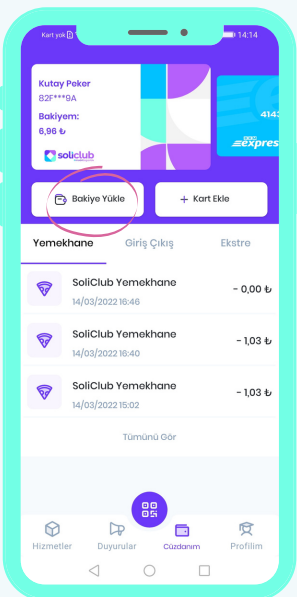 Kart yok
14:14
Kutay Peker
82F***9A
Bakiyem:
6,96 ₺
soliclub
4143
express
Bakiye Yükle
+ Kart Ekle
Yemekhane
Giriş Çıkış
Ekstre
SoliClub Yemekhane
14/03/2022 16:46
- 0,00 ₺
SoliClub Yemekhane
14/03/2022 16:40
- 1,03 ₺
SoliClub Yemekhane
14/03/2022 15:02
- 1,03 ₺
Tümünü Gör
Hizmetler
Duyurular
Cüzdanım
Profilim